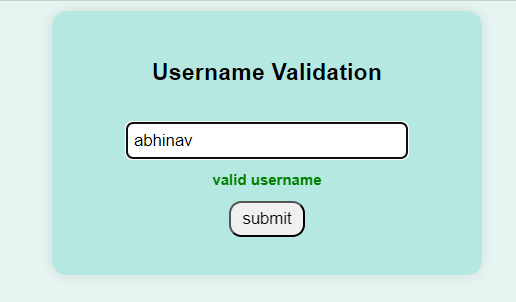 Username Validation
abhinav
valid username
submit